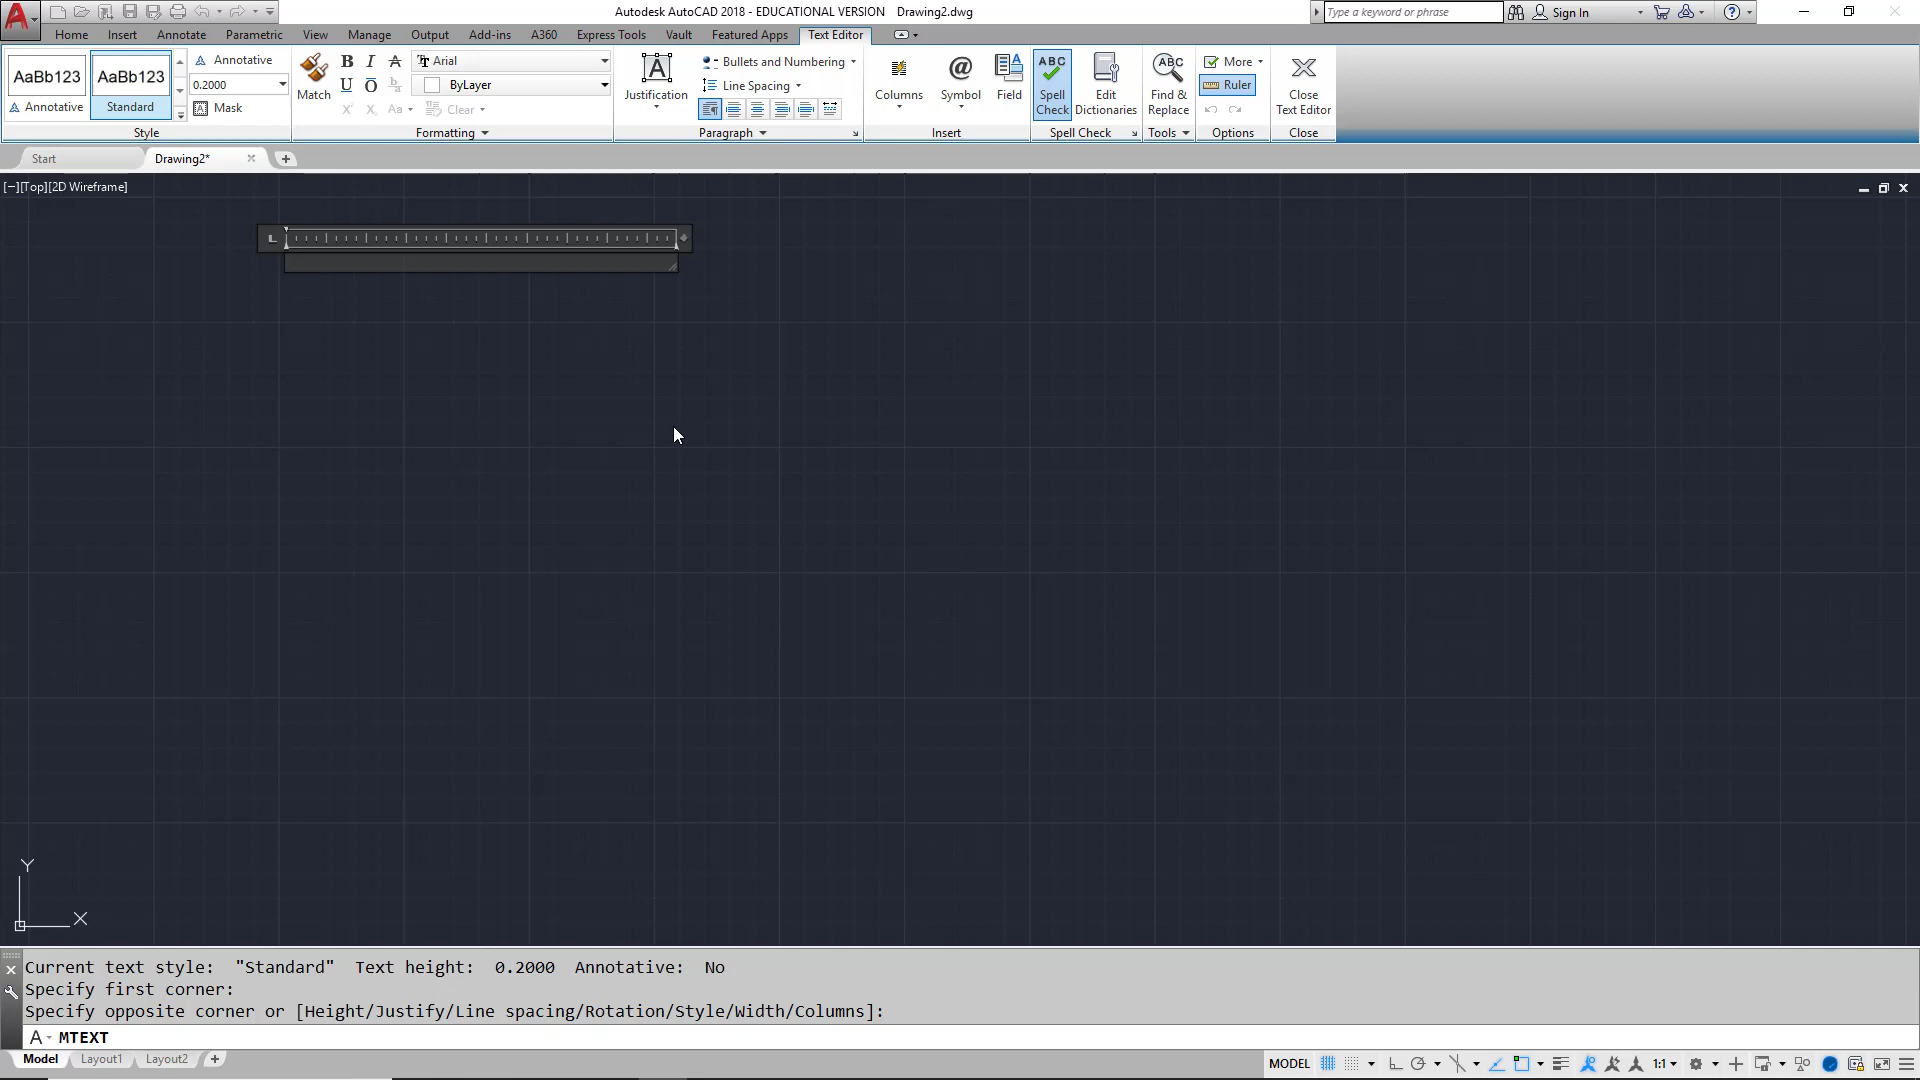 Autodesk AutoCAD 2018 - EDUCATIONAL VERSION Drawing2.dwg
Type a keyword or phrase
Sign In
Home Insert Annotate Parametric View Manage Output Add-ins A360 Express Tools Vault Featured Apps Text Editor
AaBb123 AaBb123
Annotative Standard
Annotative
0.2000
Mask
Style
Match
B I A
U O
Aa
Arial
ByLayer
Clear
Formatting
Justification
Bullets and Numbering
Line Spacing
Paragraph
Columns
Symbol
Field
Insert
ABC
Spell
Check
Edit
Dictionaries
Spell Check
ABC
Find &
Replace
Tools
More
Ruler
Options
Close
Text Editor
Close
Start Drawing2*
[−][Top][2D Wireframe]
Y
X
Current text style: "Standard" Text height: 0.2000 Annotative: No
Specify first corner:
Specify opposite corner or [Height/Justify/Line spacing/Rotation/Style/Width/Columns]:
MTEXT
Model Layout1 Layout2
MODEL 1:1